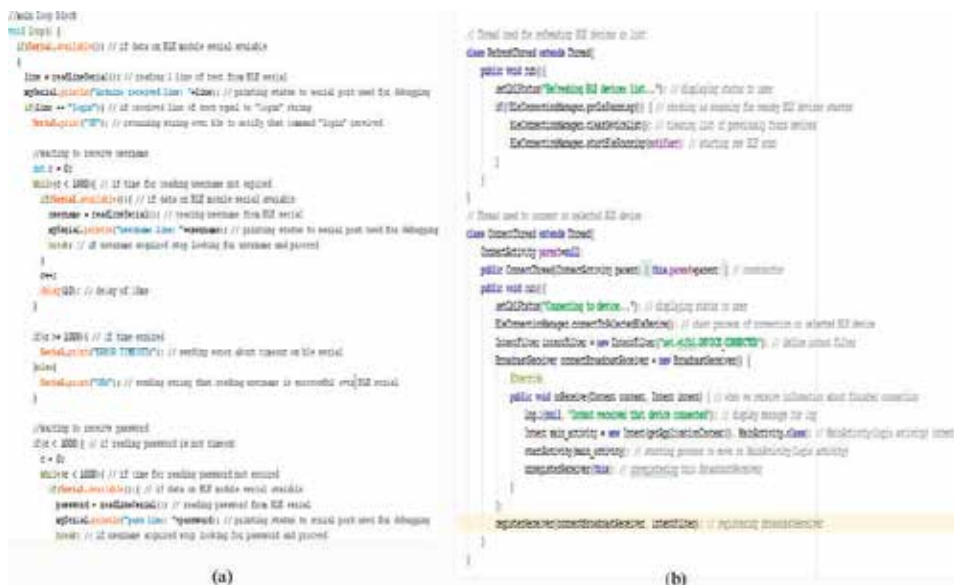 //main loop block
void loop() {
if(Serial.available()) // if data on BLE module serial available
{
line = readLineSerial(); // reading 1 line of text from BLE serial
mySerial.println("Arduino received line: "+line); // printing status to serial port used for debugging
if(line == "login"){ // if received line of text equal to "login" string
Serial.print("OK"); // returning string over ble to notify that command "login" received
//waiting to receive username
int c = 0;
while(c < 1000){ // if time for reading username not expired
if(Serial.available()){ // if data on BLE module serial available
username = readLineSerial(); // reading username from BLE serial
mySerial.println("username line: "+username); // printing status to serial port used for debugging
break; // if username acquired stop looking for username and proceed
}
c++;
delay(10); // delay of
}
if(c >= 1000){ // if time expired
Serial.print("ERROR TIMEOUT"); // sending error about timeout on ble serial
}else{
Serial.print(); // sending string that reading username is successful over BLE serial
}
//waiting to receive password
if(c < 1000){ // if reading password is not timeout
c = 0;
while(c < 1000){ // if time for reading password not expired
if(Serial.available()){ // if data on BLE module serial available
password = readLineSerial(); // reading password from BLE serial
mySerial.println("pass line: "+password); // printing status to serial port used for debugging
break; // if username acquired stop looking for password and proceed
(a)
// Thread used for refreshing BLE devices in list
class RefreshThread extends Thread{
public void run(){
setGUIStatus("Refreshing BLE devices list..."); // displaying status to user
if(!BleConnectionManager.getIsScanning()) { // checking is scanning for nearby BLE devices started
BleConnectionManager.clearDeviceList(); // clearing list of previously found devices
BleConnectionManager.startBleScanning(notifier); // starting new BLE scan
}
}
}
// Thread used to connect to selected BLE device
class ConnectThread extends Thread{
ConnectActivity parent=null;
public ConnectThread(ConnectActivity parent) { this.parent=parent; } // constructor
public void run(){
setGUIStatus("Connecting to device..."); // displaying status to user
BleConnectionManager.connectToSelectedBleDevice(); // start process of connection to selected BLE device
IntentFilter intentFilter = new IntentFilter("DEVICE_CONNECTED"); // define intent filter
BroadcastReceiver connectBroadcastReceiver = new BroadcastReceiver() {
@Override
public void onReceive(Context context, Intent intent) { // when we receive information about finished connection
Log.i(null, "Intent received that device connected"); // display message for log
Intent main_activity = new Intent(getApplicationContext(), MainActivity.class); // MainActivity(login activity) intent
startActivity(main_activity); // starting process to move to MainActivity(login activity)
unregisterReceiver(this); // unregistering this BroadcastReceiver
}
};
registerReceiver(connectBroadcastReceiver, intentFilter); // registering BroadcastReceiver
}
}
(b)